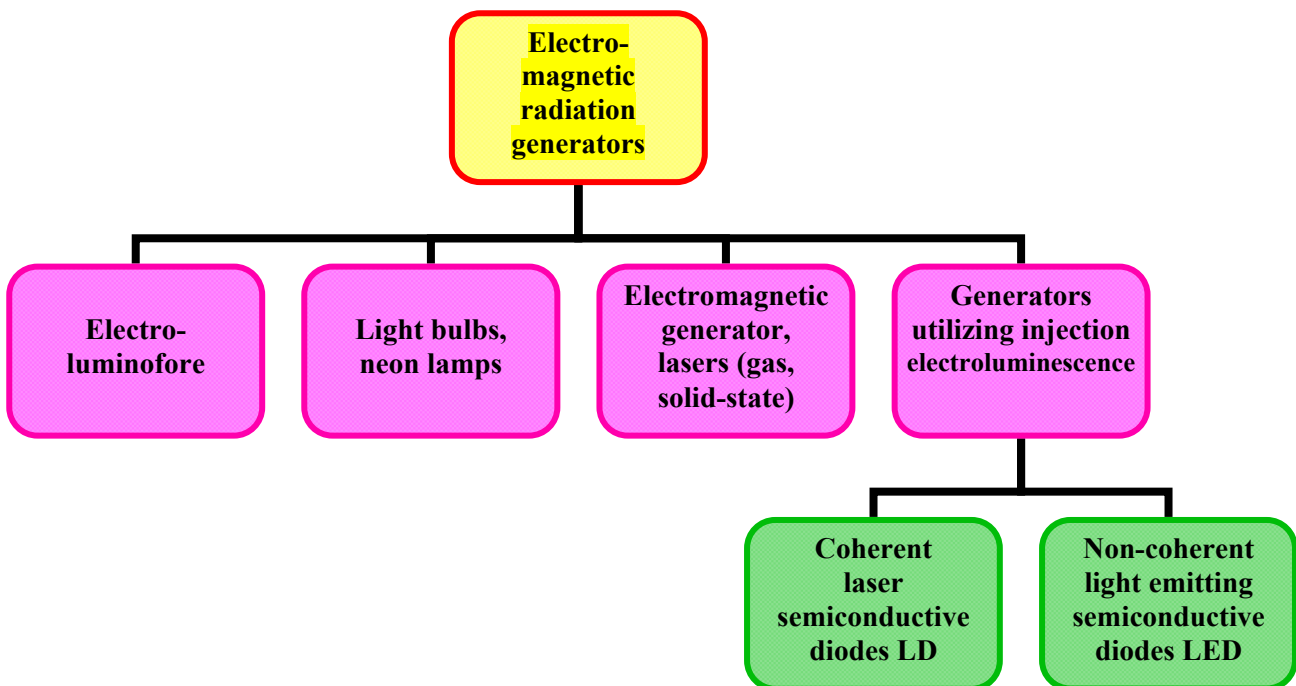 Electro-
magnetic
radiation
generators
Electro-
luminofore
Light bulbs,
neon lamps
Electromagnetic
generator,
lasers (gas,
solid-state)
Generators
utilizing injection
electroluminescence
Coherent
laser
semiconductive
diodes LD
Non-coherent
light emitting
semiconductive
diodes LED